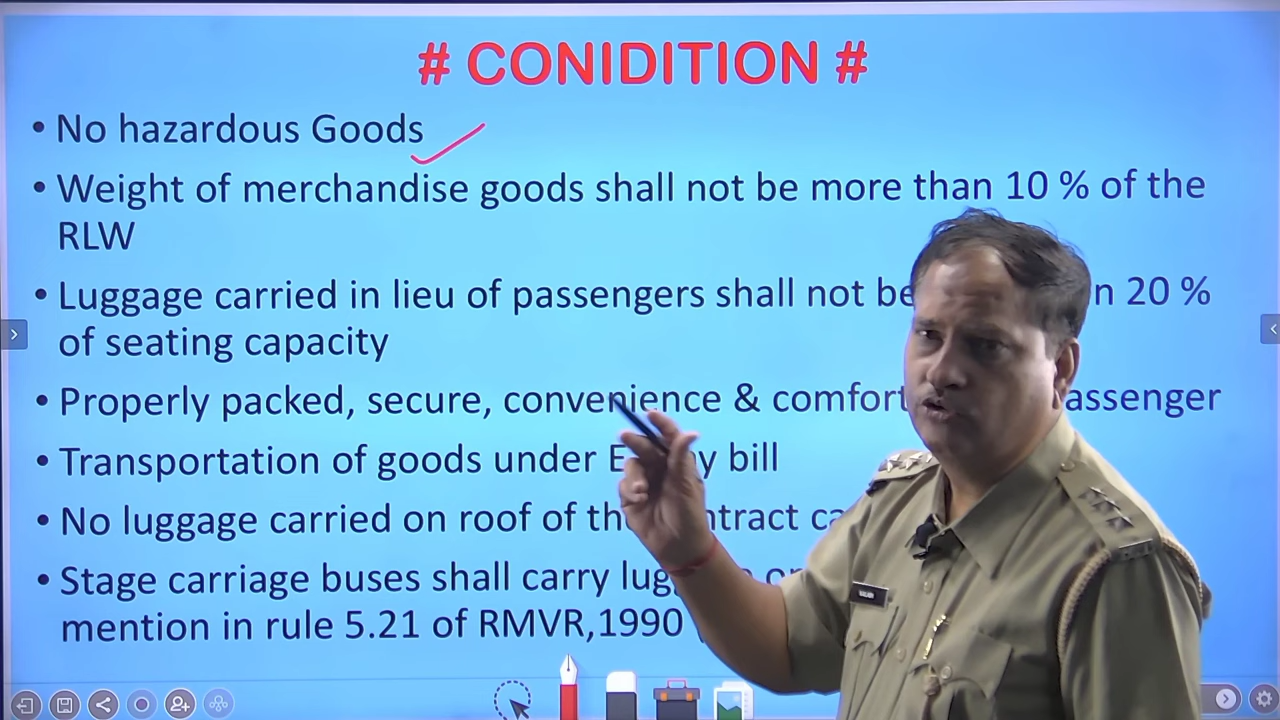 # CONIDITION #
• No hazardous Goods
• Weight of merchandise goods shall not be more than 10 % of the
RLW
• Luggage carried in lieu of passengers shall not be n 20 %
of seating capacity
• Properly packed, secure, convenience & comfort assenger
• Transportation of goods under E y bill
• No luggage carried on roof of th ntract ca
• Stage carriage buses shall carry lug
mention in rule 5.21 of RMVR,1990